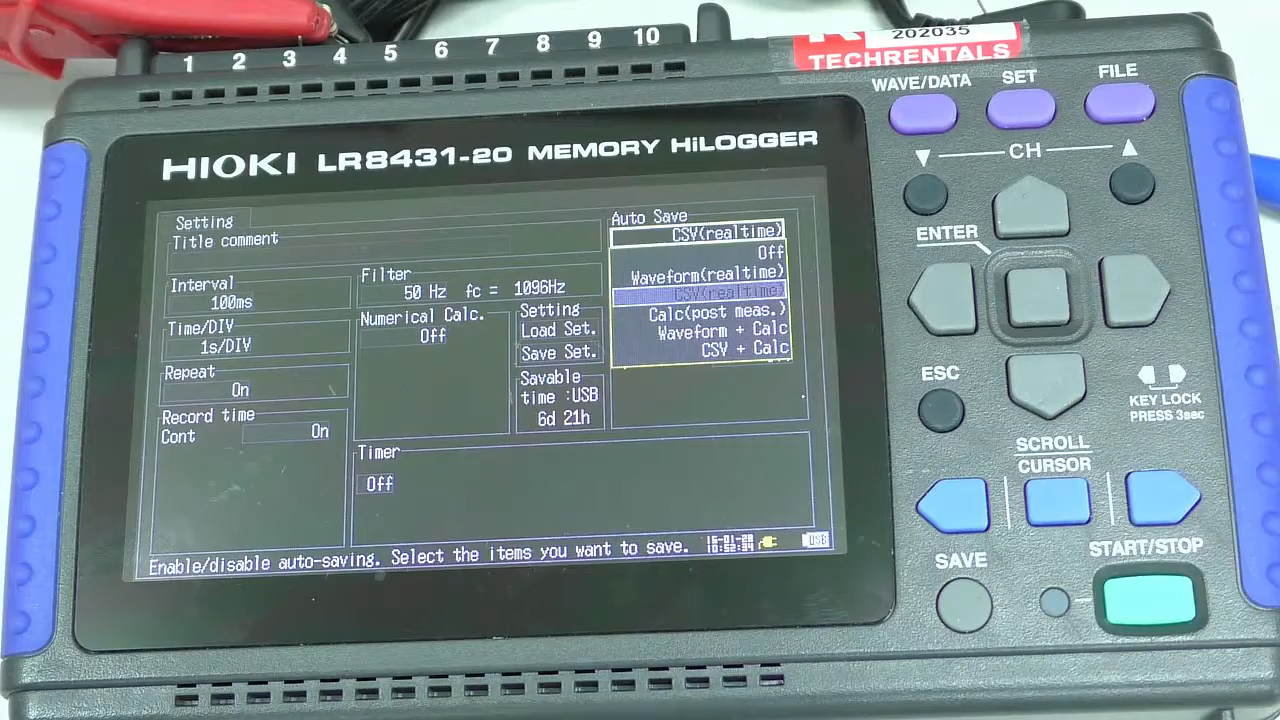 1 2 3 4 5 6 7 8 9 10
202035
TECHRENTALS
HIOKI LR8431-20 MEMORY HiLOGGER
WAVE/DATA
SET
FILE
CH
ENTER
ESC
KEY LOCK
PRESS 3sec
SCROLL
CURSOR
SAVE
START/STOP
Setting
Title comment
Interval
100ms
Time/DIV
1s/DIV
Repeat
On
Record time
Cont On
Filter
50 Hz fc = 1096Hz
Numerical Calc.
Off
Setting
Load Set.
Save Set.
Savable
time :USB
6d 21h
Auto Save
CSV(realtime)
Off
Waveform(realtime)
CSV(realtime)
Calc(post meas.)
Waveform + Calc
CSV + Calc
Timer
Off
Enable/disable auto-saving. Select the items you want to save.
USB